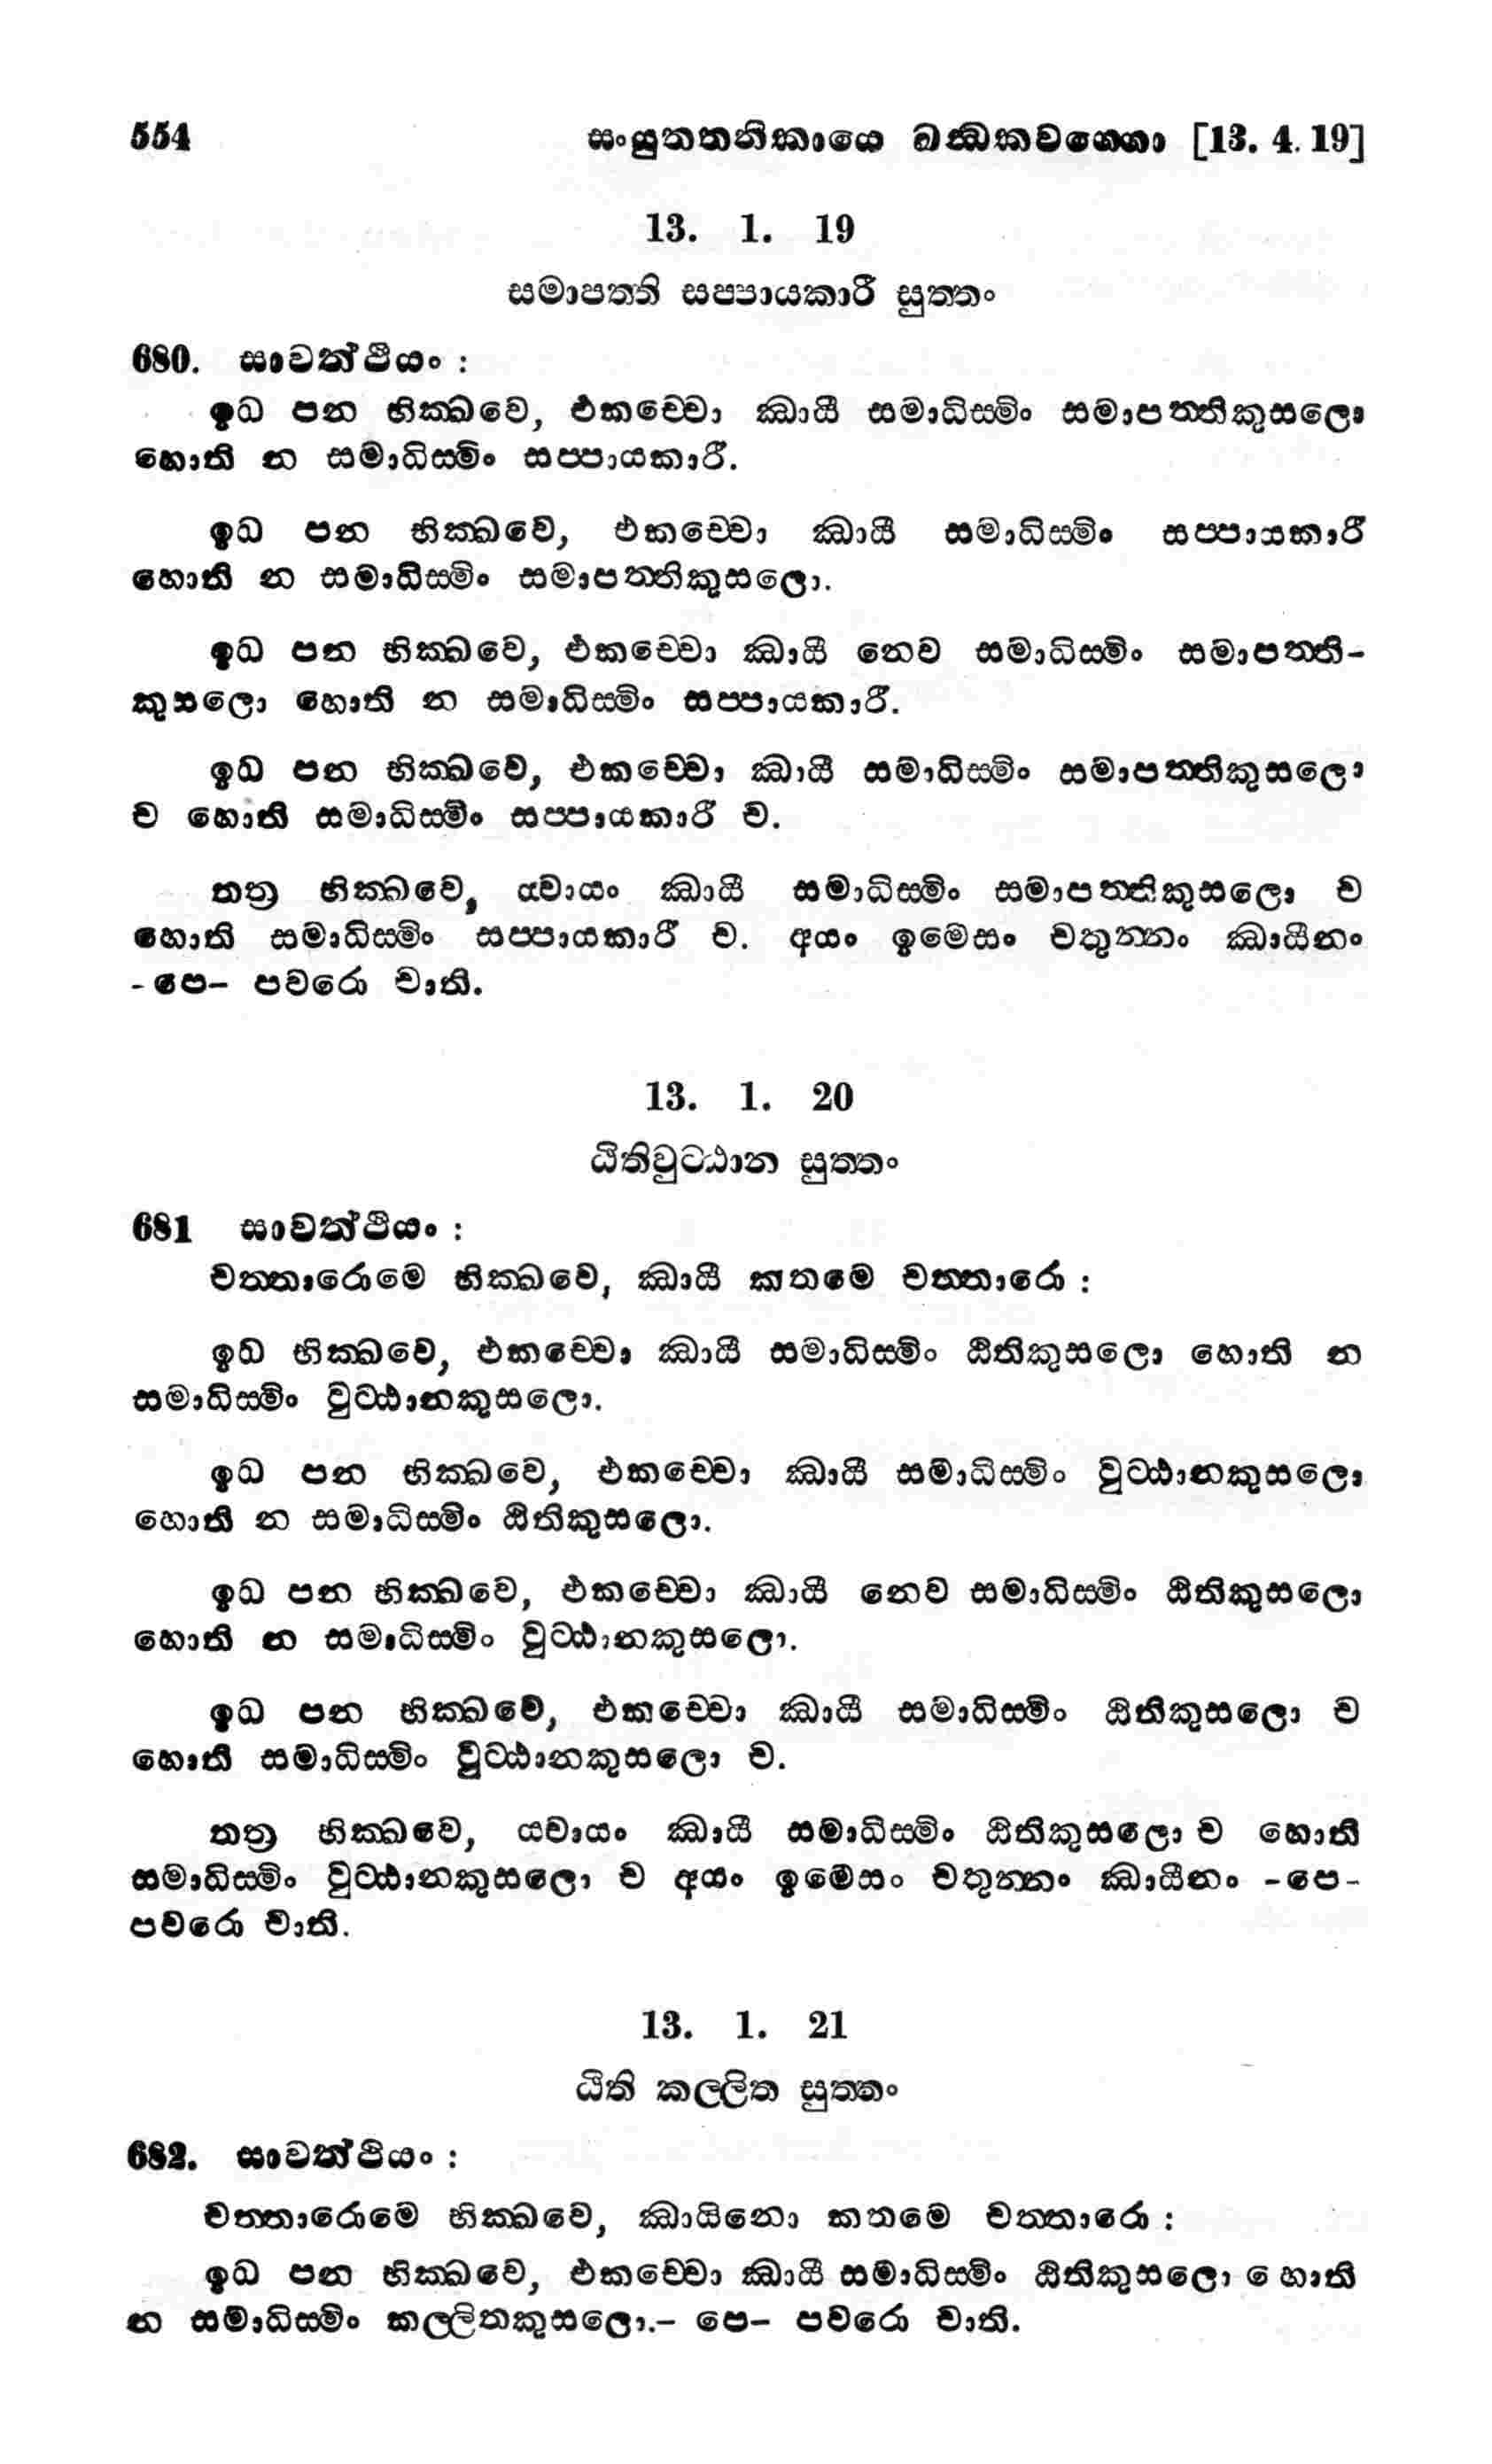 554 සංයුත‍්තනිකායෙ ඛන්‍ධකවග‍්ගො [13. 4. 19]
13. 1. 19
සමාපත‍්ති සප‍්පායකාරී සුත‍්තං
680. සාවත්‍ථියං :
ඉධ පන භික‍්ඛවෙ, එකච‍්චො ඣායී සමාධිස‍්මිං සමාපත‍්තිකුසලො
හොති න සමාධිස‍්මිං සප‍්පායකාරී.
ඉධ පන භික‍්ඛවෙ, එකච‍්චො ඣායී සමාධිස‍්මිං සප‍්පායකාරී
හොති න සමාධිස‍්මිං සමාපත‍්තිකුසලො.
ඉධ පන භික‍්ඛවෙ, එකච‍්චො ඣායී නෙව සමාධිස‍්මිං සමාපත‍්ති-
කුසලො හොති න සමාධිස‍්මිං සප‍්පායකාරී.
ඉධ පන භික‍්ඛවෙ, එකච‍්චො ඣායී සමාධිස‍්මිං සමාපත‍්තිකුසලො
ච හොති සමාධිස‍්මිං සප‍්පායකාරී ච.
තත්‍ර භික‍්ඛවෙ,ය‍්වායං ඣායී සමාධිස‍්මිං සමාපත‍්තිකුසලො ච
හොති සමාධිස‍්මිං සප‍්පායකාරී ච. අයං ඉමෙසං චතුන‍්නං ඣායීනං
-පෙ- පවරො චාති.
13. 1. 20
ඨිතිවුට‍්ඨාන සුත‍්තං
681 සාවත්‍ථියං :
චත‍්තාරොමෙ භික‍්ඛවෙ, ඣායී කතමෙ චත‍්තාරො :
ඉධ භික‍්ඛවෙ, එකච‍්චො ඣායී සමාධිස‍්මිං ඨිතිකුසලො හොති න
සමාධිස‍්මිං වුට‍්ඨානකුසලො.
ඉධ පන භික‍්ඛවෙ, එකච‍්චො ඣායී සමාධිස‍්මිං වුට‍්ඨානකුසලො
හොති න සමාධිස‍්මිං ඨිතිකුසලො.
ඉධ පන භික‍්ඛවෙ, එකච‍්චො ඣායී නෙව සමාධිස‍්මිං ඨිතිකුසලො
හොති න සමාධිස‍්මිං වුට‍්ඨානකුසලො.
ඉධ පන භික‍්ඛවෙ, එකච‍්චො ඣායී සමාධිස‍්මිං ඨිතිකුසලො ච
හොති සමාධිස‍්මිං වුට‍්ඨානකුසලො ච.
තත්‍ර භික‍්ඛවෙ, යවායං ඣායී සමාධිස‍්මිං ඨිතිකුසලො ච හොති
සමාධිස‍්මිං වුට‍්ඨානකුසලො ච අයං ඉමෙසං චතුන‍්නං ඣායීනං -පෙ-
පවරො චාති.
13. 1. 21
ඨිති කල‍්ලිත සුත‍්තං
682. සාවත්‍ථියං :
චත‍්තාරොමෙ භික‍්ඛවෙ, ඣායිනො කතමෙ චත‍්තාරො :
ඉධ පන භික‍්ඛවෙ, එකච‍්චො ඣායී සමාධිස‍්මිං ඨිතිකුසලො හොති
න සමාධිස‍්මිං කල‍්ලිතකුසලො.- පෙ- පවරො චාති.